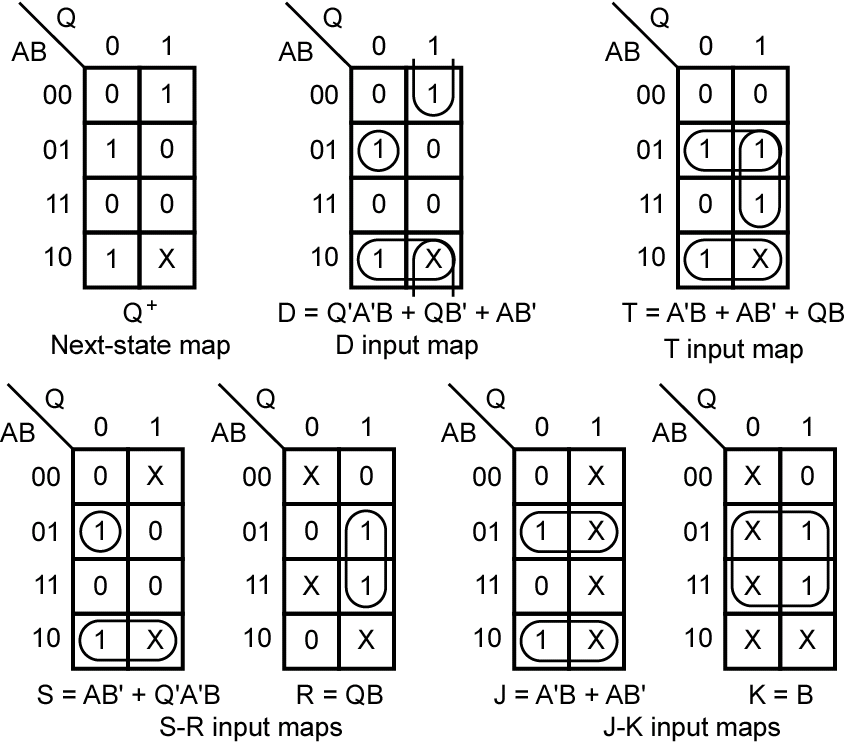 Q Q Q
AB 0 1 AB 0 1 AB 0 1
00 0 1 00 0 1 00 0 0
01 1 0 01 1 0 01 1 1
11 0 0 11 0 0 11 0 1
10 1 X 10 1 X 10 1 X
Q+ D = Q'A'B + QB' + AB' T = A'B + AB' + QB
Next-state map D input map T input map
Q Q Q Q
AB 0 1 AB 0 1 AB 0 1 AB 0 1
00 0 X 00 X 0 00 0 X 00 X 0
01 1 0 01 0 1 01 1 X 01 X 1
11 0 0 11 X 1 11 0 X 11 X 1
10 1 X 10 0 X 10 1 X 10 X X
S = AB' + Q'A'B R = QB J = A'B + AB' K = B
S-R input maps J-K input maps